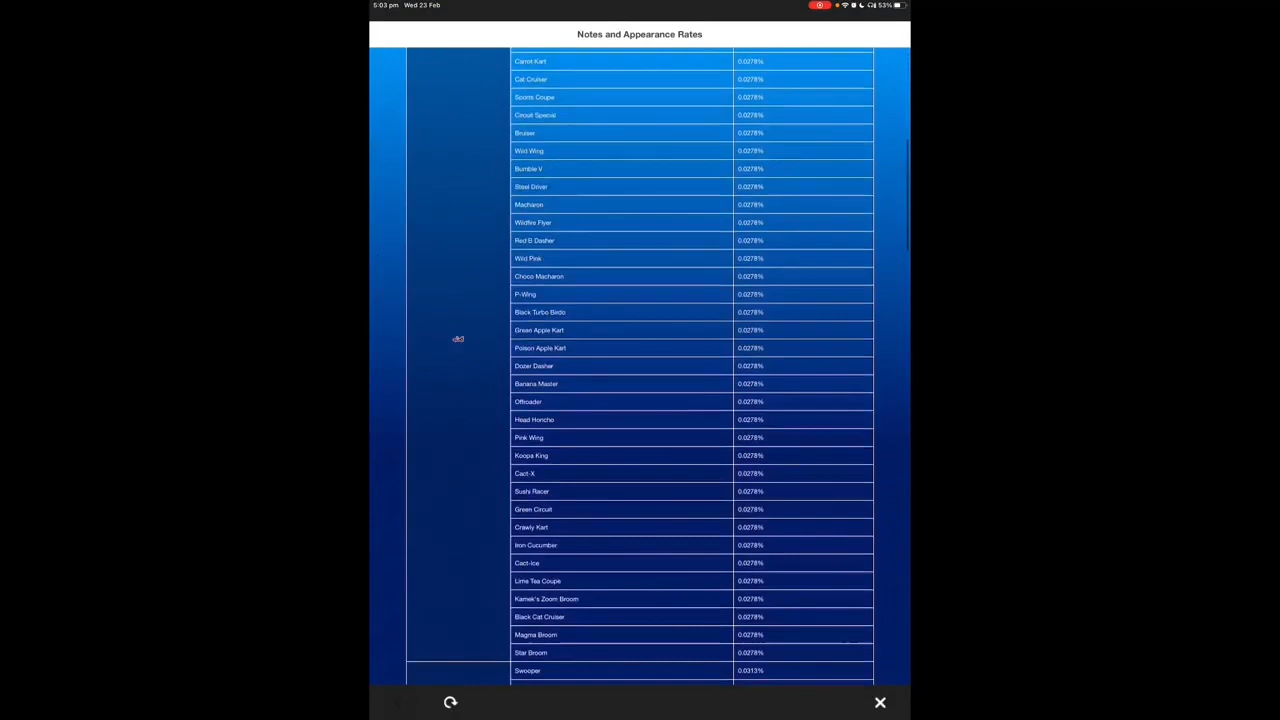 5:03 pm Wed 23 Feb 53%
Notes and Appearance Rates
Carrot Kart 0.0278%
Cat Cruiser 0.0278%
Sports Coupe 0.0278%
Circuit Special 0.0278%
Bruiser 0.0278%
Wild Wing 0.0278%
Bumble V 0.0278%
Steel Driver 0.0278%
Macharon 0.0278%
Wildfire Flyer 0.0278%
Red B Dasher 0.0278%
Wild Pink 0.0278%
Choco Macharon 0.0278%
P-Wing 0.0278%
Black Turbo Birdo 0.0278%
Green Apple Kart 0.0278%
Poison Apple Kart 0.0278%
Dozer Dasher 0.0278%
Banana Master 0.0278%
Offroader 0.0278%
Head Honcho 0.0278%
Pink Wing 0.0278%
Koopa King 0.0278%
Cact-X 0.0278%
Sushi Racer 0.0278%
Green Circuit 0.0278%
Crawly Kart 0.0278%
Iron Cucumber 0.0278%
Cact-Ice 0.0278%
Lime Tea Coupe 0.0278%
Kamek's Zoom Broom 0.0278%
Black Cat Cruiser 0.0278%
Magma Broom 0.0278%
Star Broom 0.0278%
Swooper 0.0313%